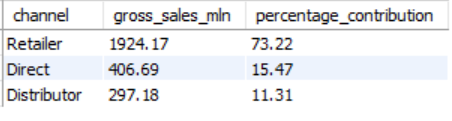 channel gross_sales_mln percentage_contribution
Retailer 1924.17 73.22
Direct 406.69 15.47
Distributor 297.18 11.31